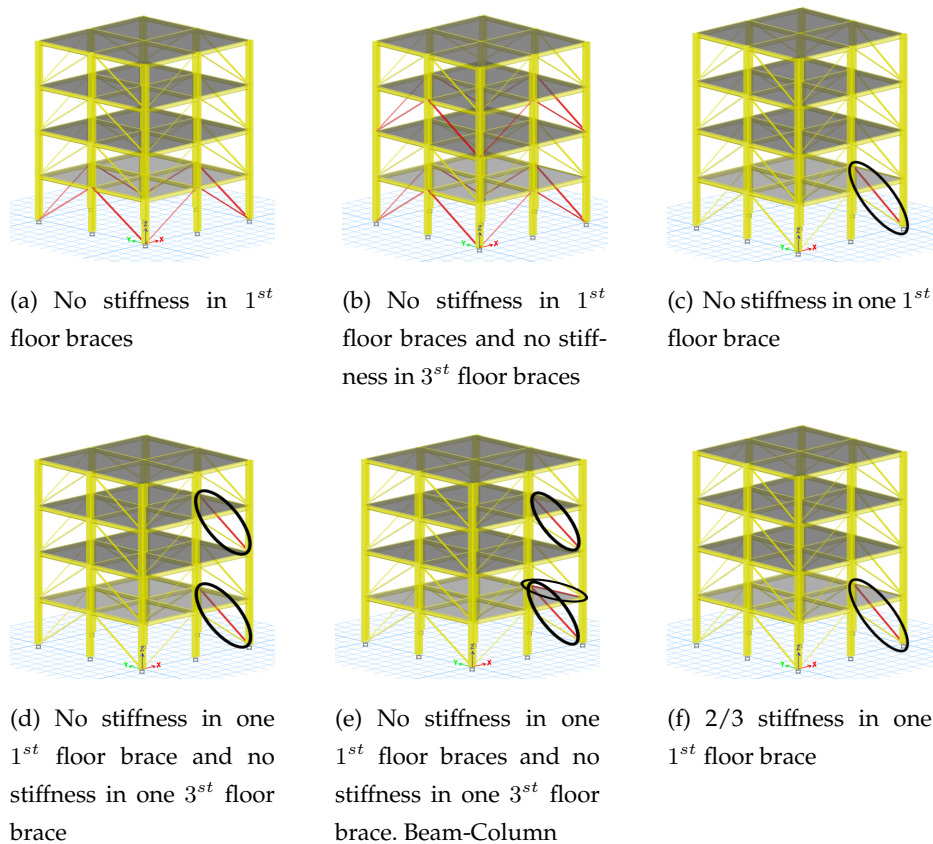 (a) No stiffness in 1st
floor braces
(b) No stiffness in 1st
floor braces and no stiff-
ness in 3st floor braces
(c) No stiffness in one 1st
floor brace
(d) No stiffness in one
1st floor brace and no
stiffness in one 3st floor
brace
(e) No stiffness in one
1st floor braces and no
stiffness in one 3st floor
brace. Beam-Column
(f) 2/3 stiffness in one
1st floor brace